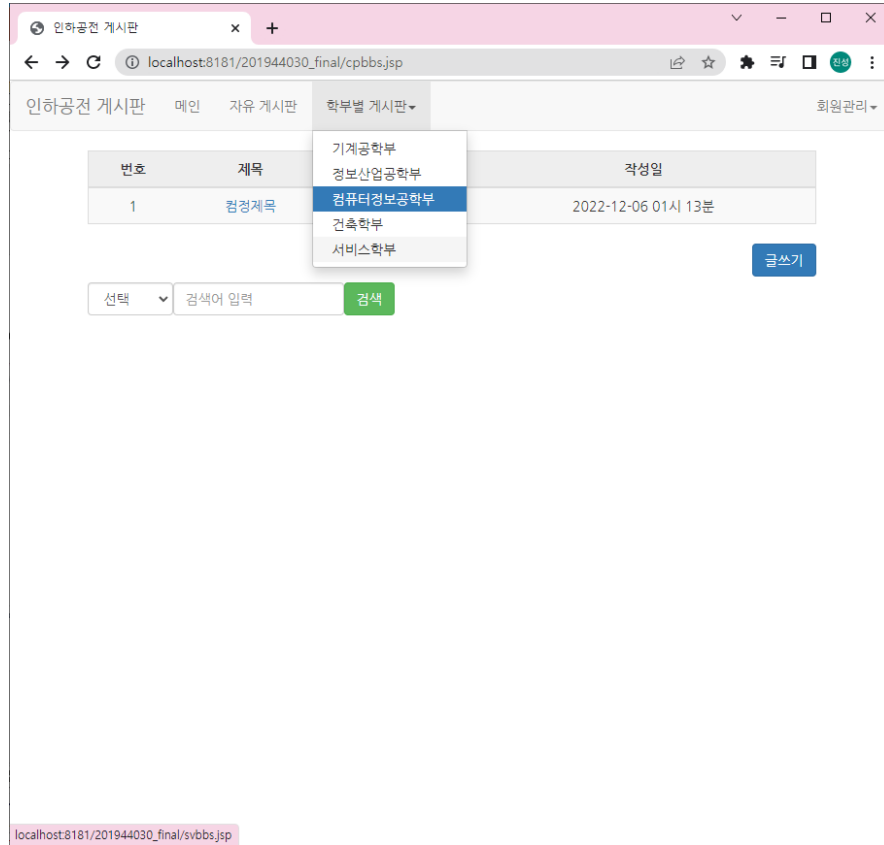 인하공전 게시판
localhost:8181/201944030_final/cpbbs.jsp
진성
인하공전 게시판 메인 자유 게시판 학부별 게시판 회원관리
기계공학부
정보산업공학부
컴퓨터정보공학부
건축학부
서비스학부
번호 제목 작성일
1 컴정제목 2022-12-06 01시 13분
글쓰기
선택 검색어 입력 검색
localhost:8181/201944030_final/svbbs.jsp